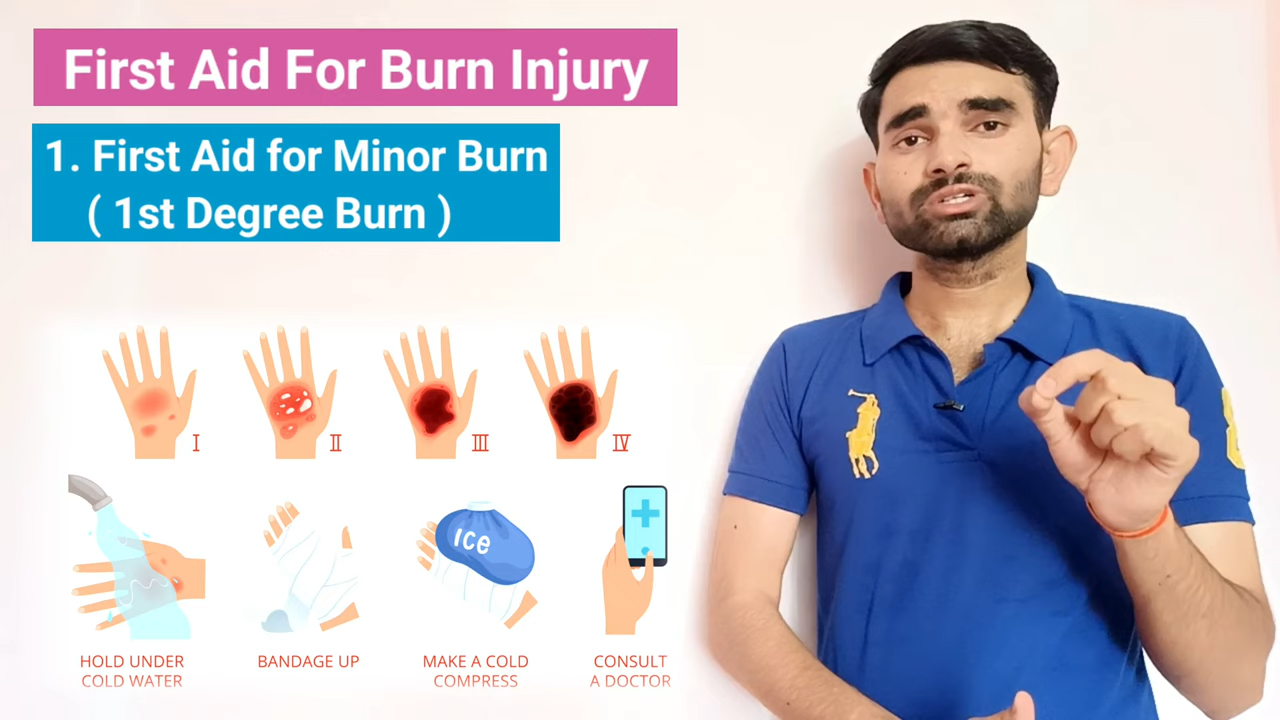 First Aid For Burn Injury
1. First Aid for Minor Burn
( 1st Degree Burn )
I II III IV
ICE
HOLD UNDER
COLD WATER
BANDAGE UP
MAKE A COLD
COMPRESS
CONSULT
A DOCTOR